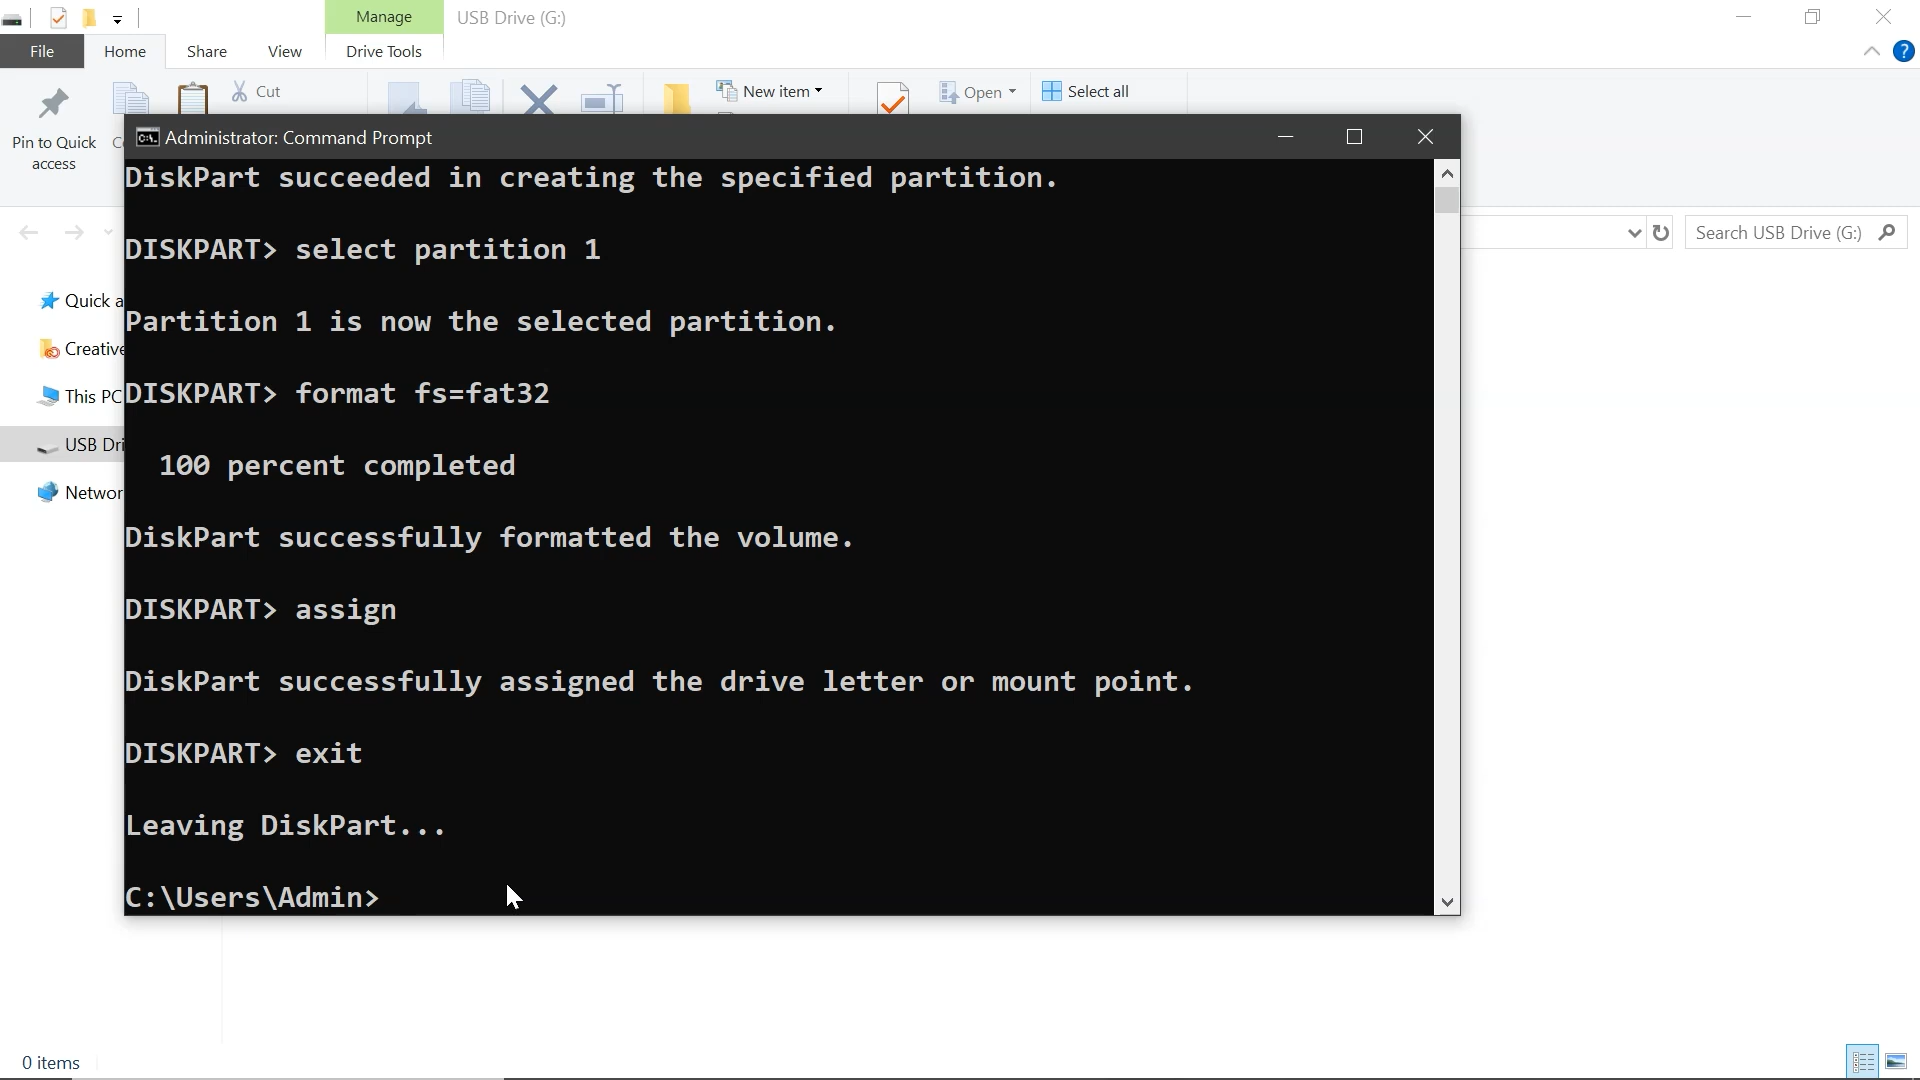 Manage
USB Drive (G:)
File
Home
Share
View
Drive Tools
Cut
New item
Open
Select all
Pin to Quick
access
Administrator: Command Prompt
Search USB Drive (G:)
Quick a
Creative
This PC
USB Dri
Networ
DiskPart succeeded in creating the specified partition.
DISKPART> select partition 1
Partition 1 is now the selected partition.
DISKPART> format fs=fat32
100 percent completed
DiskPart successfully formatted the volume.
DISKPART> assign
DiskPart successfully assigned the drive letter or mount point.
DISKPART> exit
Leaving DiskPart...
C:\Users\Admin>
0 items